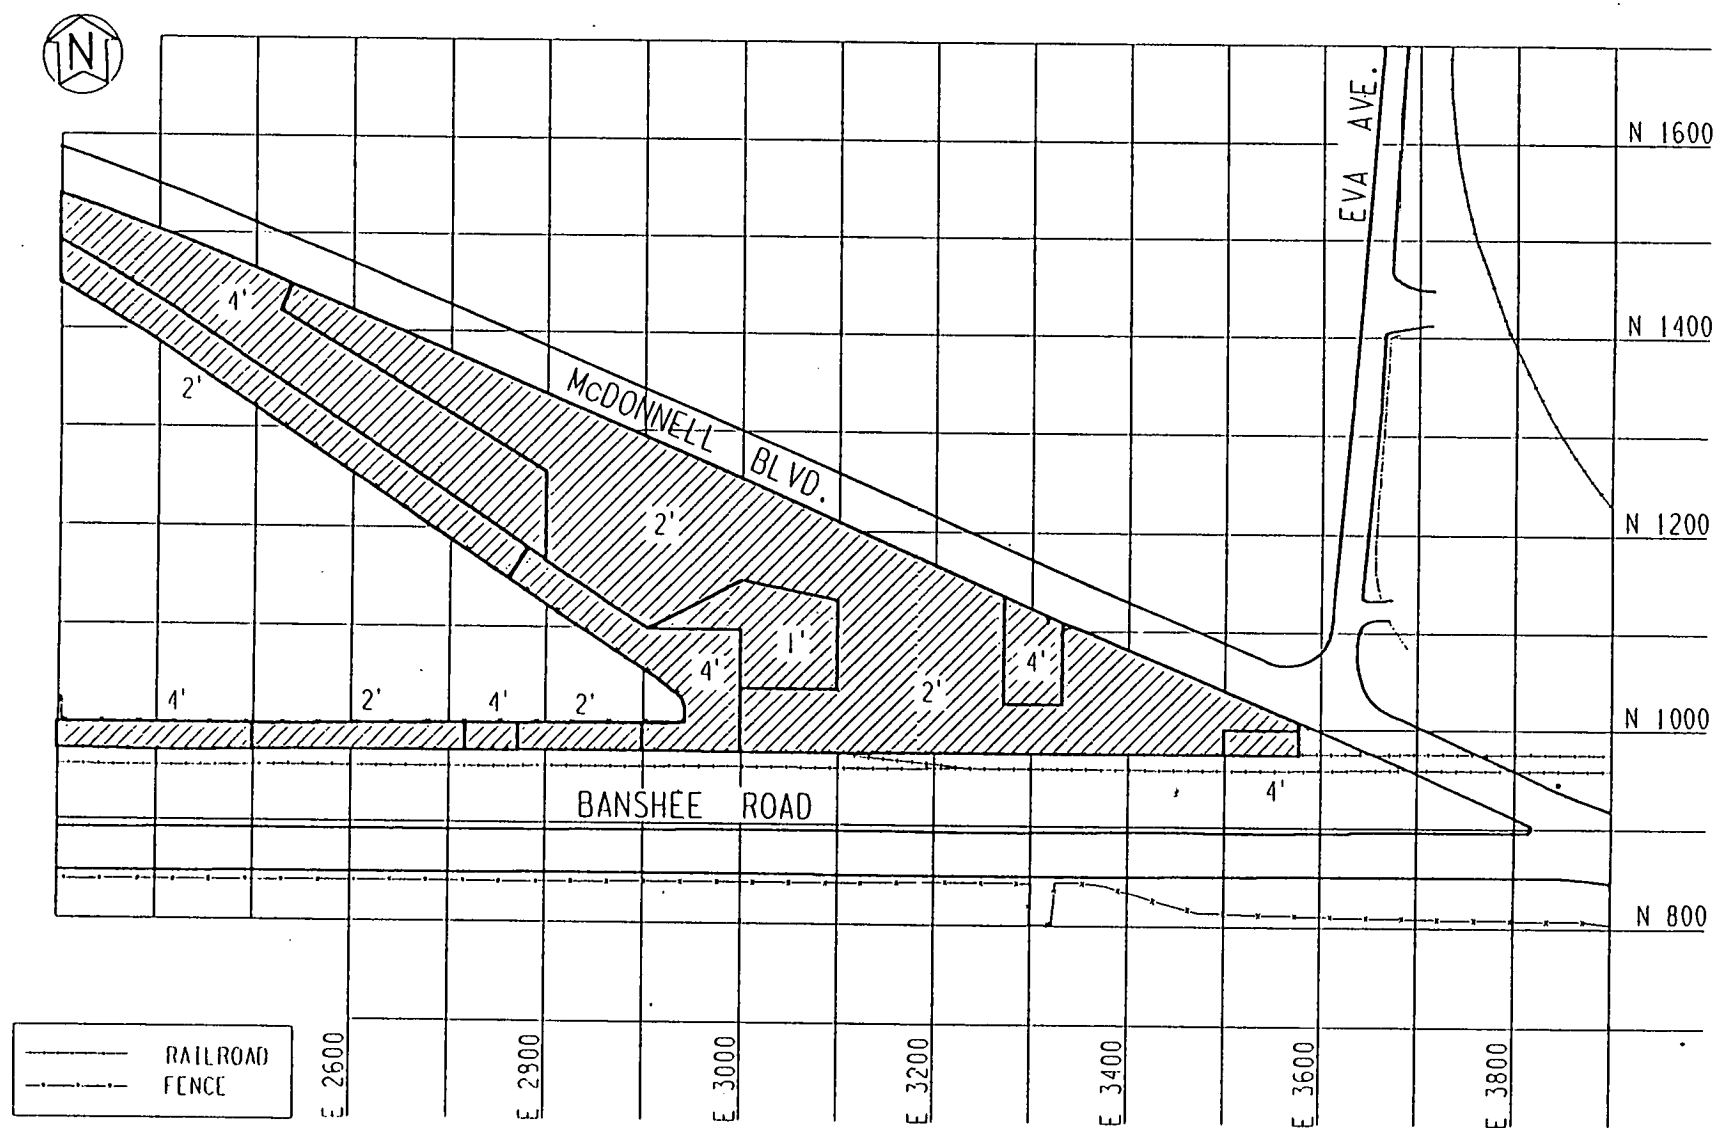 N
EVA AVE.
N 1600
4'
N 1400
2'
McDONNELL BLVD.
2'
N 1200
1'
4'
4'
4'
2'
4'
2'
2'
N 1000
BANSHEE ROAD
4'
N 800
RAILROAD
FENCE
E 2600
E 2800
E 3000
E 3200
E 3400
E 3600
E 3800